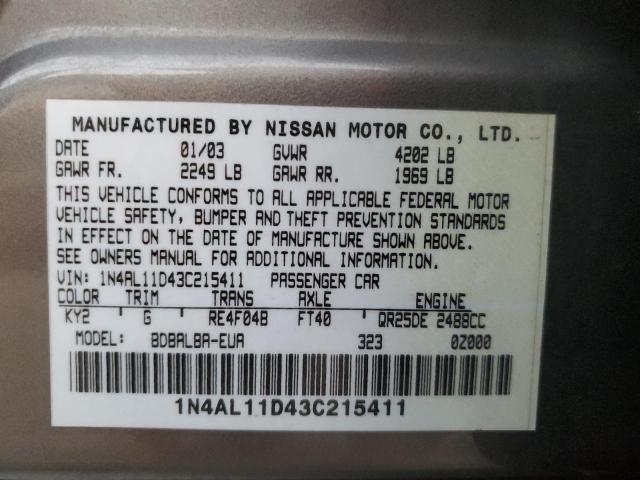 MANUFACTURED BY NISSAN MOTOR CO., LTD.
DATE 01/03 GVWR 4202 LB
GAWR FR. 2249 LB GAWR RR. 1969 LB
THIS VEHICLE CONFORMS TO ALL APPLICABLE FEDERAL MOTOR
VEHICLE SAFETY, BUMPER AND THEFT PREVENTION STANDARDS
IN EFFECT ON THE DATE OF MANUFACTURE SHOWN ABOVE.
SEE OWNERS MANUAL FOR ADDITIONAL INFORMATION.
VIN: 1N4AL11D43C215411 PASSENGER CAR
COLOR TRIM TRANS AXLE ENGINE
KY2 G RE4F04B FT40 QR25DE 2488CC
MODEL: BDBALBA-EUA 323 0Z000
1N4AL11D43C215411